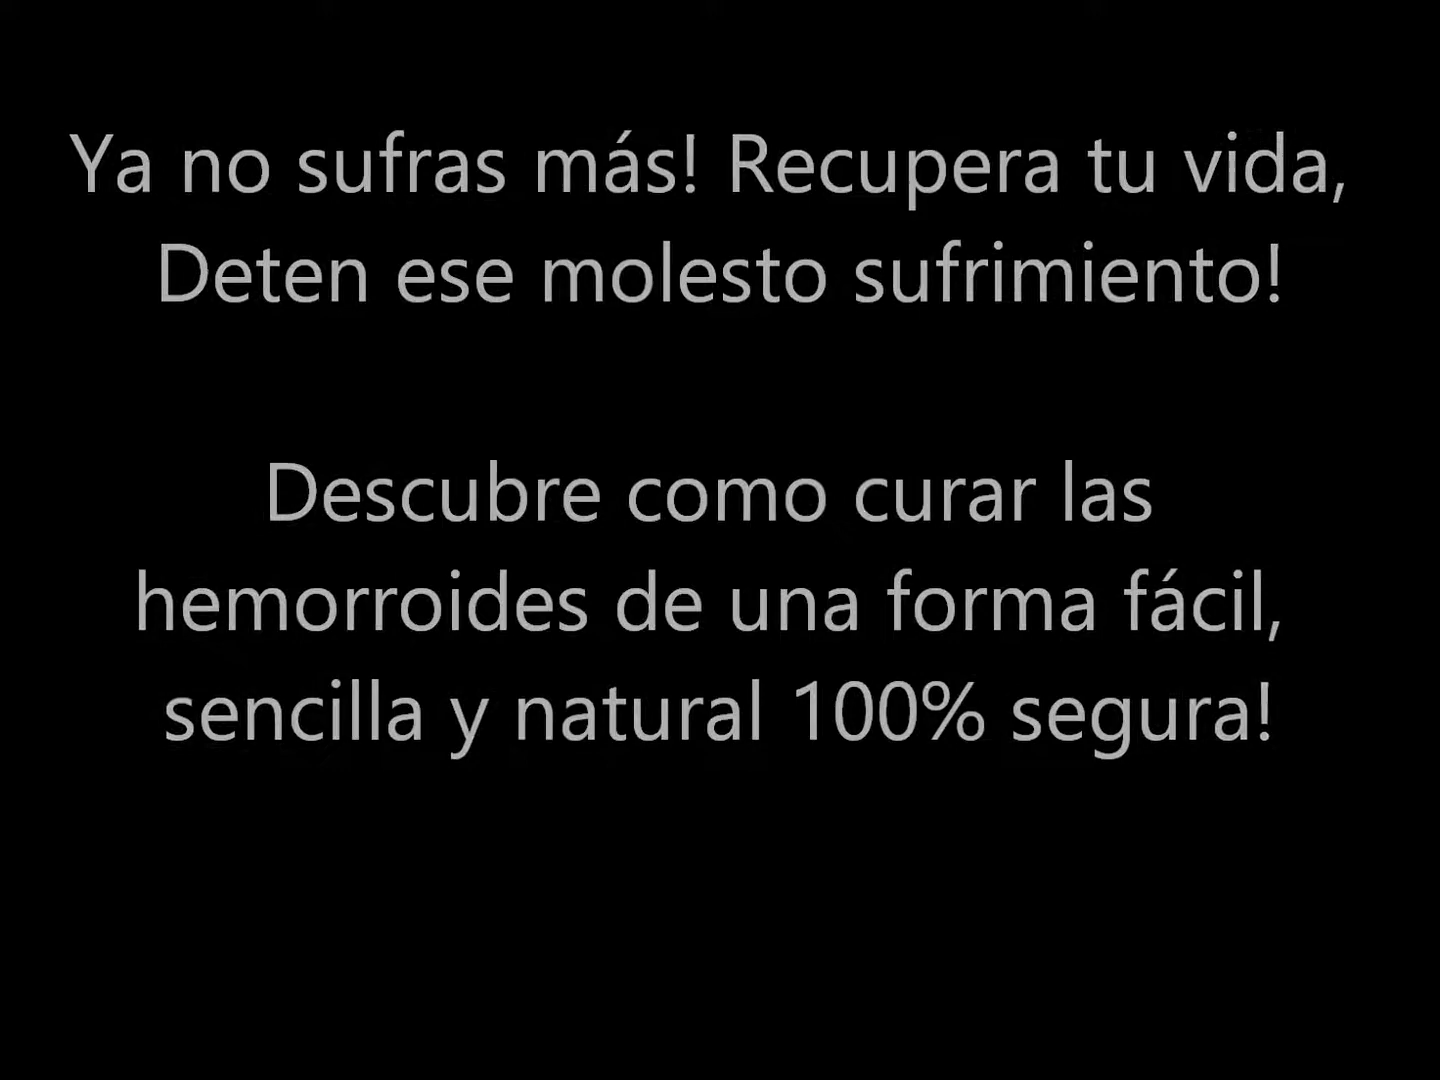 Ya no sufras más! Recupera tu vida,
Deten ese molesto sufrimiento!
Descubre como curar las
hemorroides de una forma fácil,
sencilla y natural 100% segura!